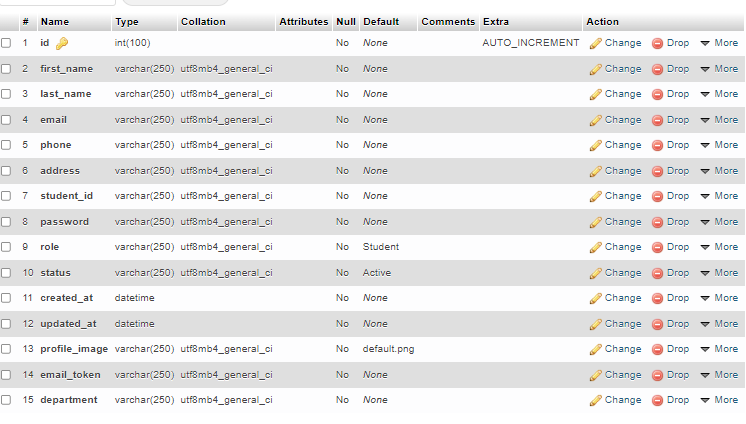 # Name Type Collation Attributes Null Default Comments Extra Action
1 id int(100) No None AUTO_INCREMENT Change Drop More
2 first_name varchar(250) utf8mb4_general_ci No None Change Drop More
3 last_name varchar(250) utf8mb4_general_ci No None Change Drop More
4 email varchar(250) utf8mb4_general_ci No None Change Drop More
5 phone varchar(250) utf8mb4_general_ci No None Change Drop More
6 address varchar(250) utf8mb4_general_ci No None Change Drop More
7 student_id varchar(250) utf8mb4_general_ci No None Change Drop More
8 password varchar(250) utf8mb4_general_ci No None Change Drop More
9 role varchar(250) utf8mb4_general_ci No Student Change Drop More
10 status varchar(250) utf8mb4_general_ci No Active Change Drop More
11 created_at datetime No None Change Drop More
12 updated_at datetime No None Change Drop More
13 profile_image varchar(250) utf8mb4_general_ci No default.png Change Drop More
14 email_token varchar(250) utf8mb4_general_ci No None Change Drop More
15 department varchar(250) utf8mb4_general_ci No None Change Drop More